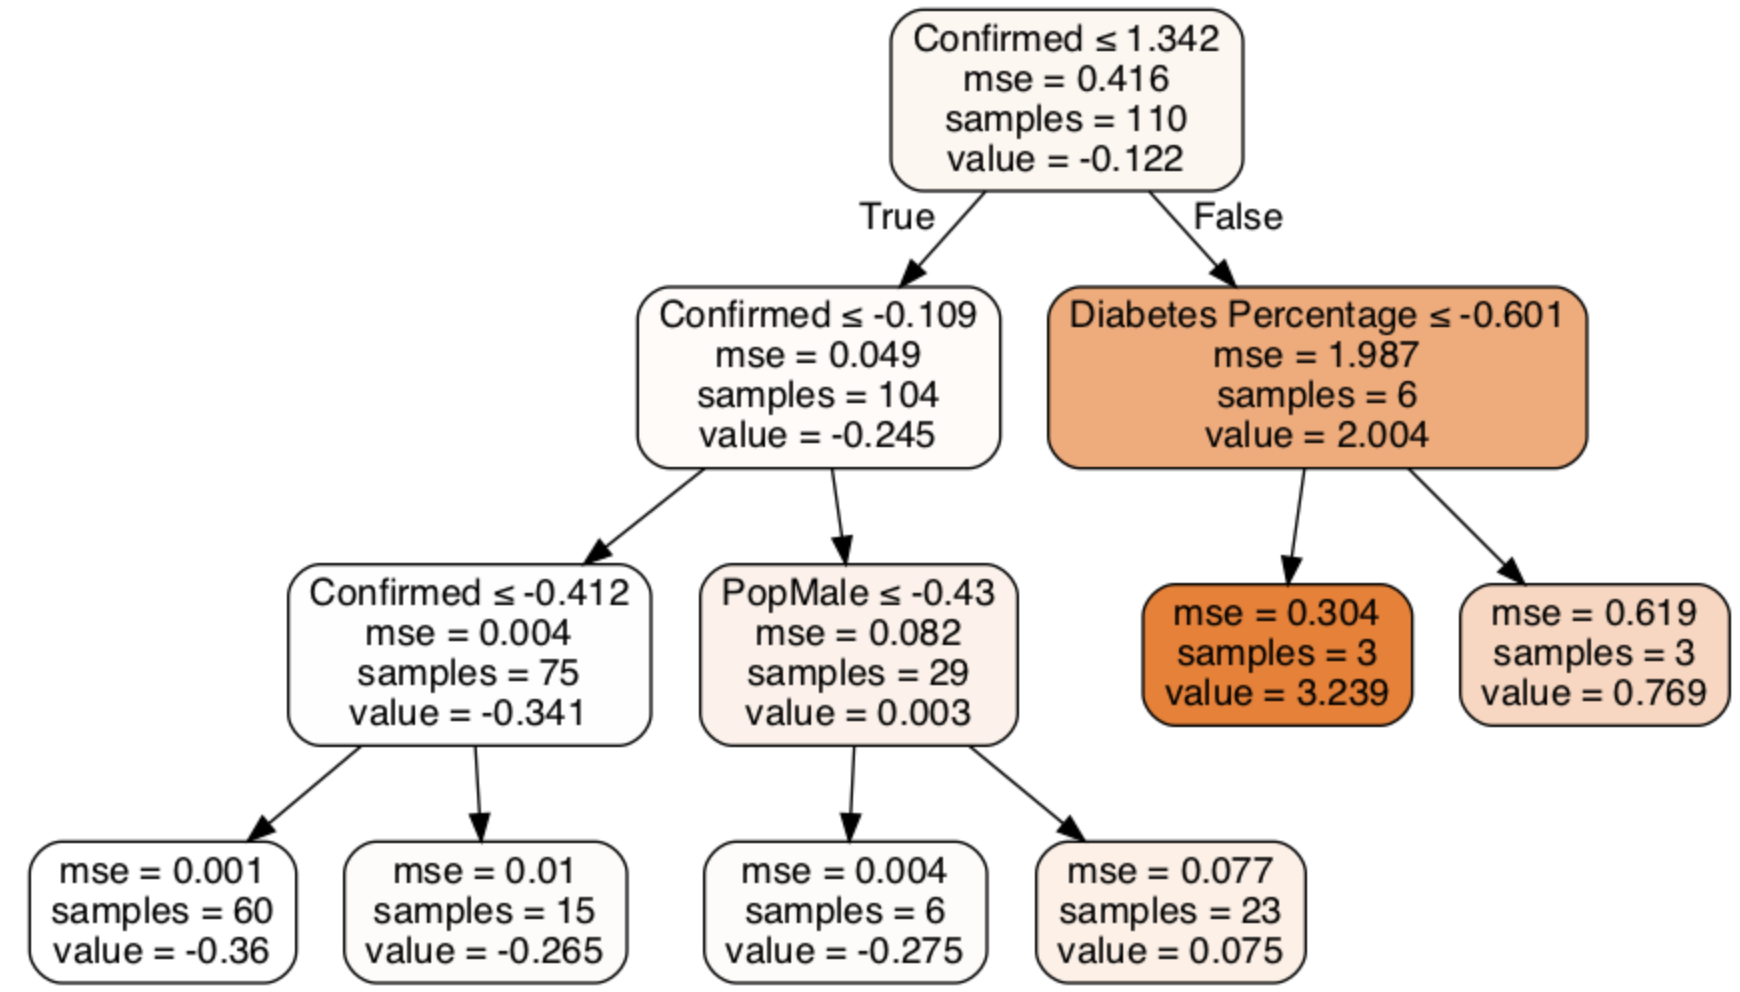 Confirmed ≤ 1.342
mse = 0.416
samples = 110
value = -0.122
True
False
Confirmed ≤ -0.109
mse = 0.049
samples = 104
value = -0.245
Diabetes Percentage ≤ -0.601
mse = 1.987
samples = 6
value = 2.004
Confirmed ≤ -0.412
mse = 0.004
samples = 75
value = -0.341
PopMale ≤ -0.43
mse = 0.082
samples = 29
value = 0.003
mse = 0.304
samples = 3
value = 3.239
mse = 0.619
samples = 3
value = 0.769
mse = 0.001
samples = 60
value = -0.36
mse = 0.01
samples = 15
value = -0.265
mse = 0.004
samples = 6
value = -0.275
mse = 0.077
samples = 23
value = 0.075